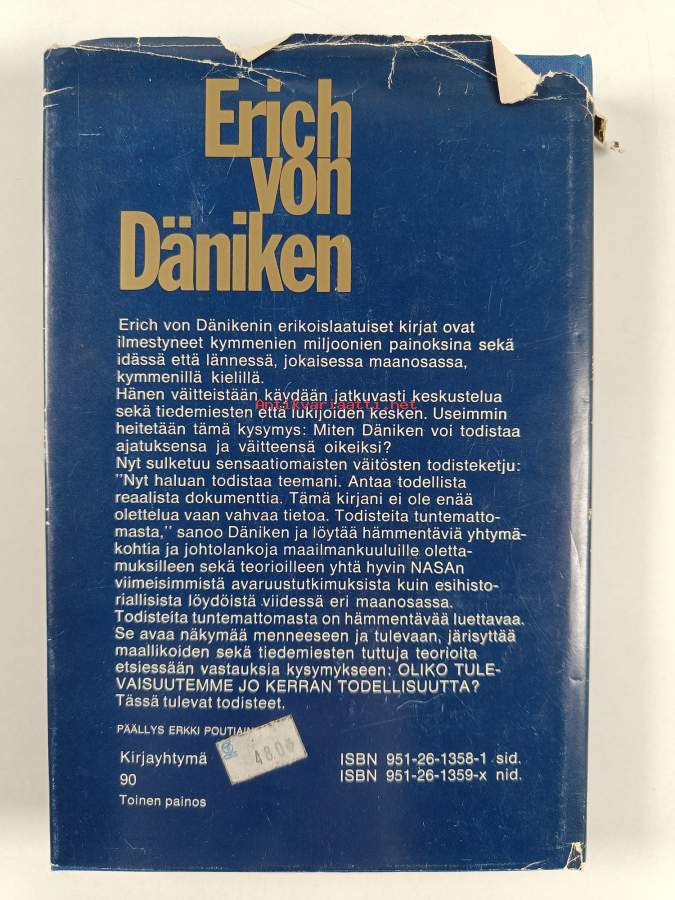 Erich
von
Däniken
Erich von Dänikenin erikoislaatuiset kirjat ovat
ilmestyneet kymmenien miljoonien painoksina sekä
idässä että lännessä, jokaisessa maanosassa,
kymmenillä kielillä.
Hänen väitteistään käydään jatkuvasti keskustelua
Antikvariaatti.net
sekä tiedemiesten että lukijoiden kesken. Useimmin
heitetään tämä kysymys: Miten Däniken voi todistaa
ajatuksensa ja väitteensä oikeiksi?
Nyt sulketuu sensaatiomaisten väitösten todisteketju:
"Nyt haluan todistaa teemani. Antaa todellista
reaalista dokumenttia. Tämä kirjani ei ole enää
olettelua vaan vahvaa tietoa. Todisteita tuntematto-
masta," sanoo Däniken ja löytää hämmentäviä yhtymä-
kohtia ja johtolankoja maailmankuuluille oletta-
muksilleen sekä teorioilleen yhtä hyvin NASAn
viimeisimmistä avaruustutkimuksista kuin esihisto-
riallisista löydöistä viidessä eri maanosassa.
Todisteita tuntemattomasta on hämmentävää luettavaa.
Se avaa näkymää menneeseen ja tulevaan, järisyttää
maallikoiden sekä tiedemiesten tuttuja teorioita
etsiessään vastauksia kysymykseen: OLIKO TULE-
VAISUUTEMME JO KERRAN TODELLISUUTTA?
Tässä tulevat todisteet.
PÄÄLLYS ERKKI
Kirjayhtymä
90
Toinen painos
ISBN 951-26-1358-1 sid.
ISBN 951-26-1359-x nid.